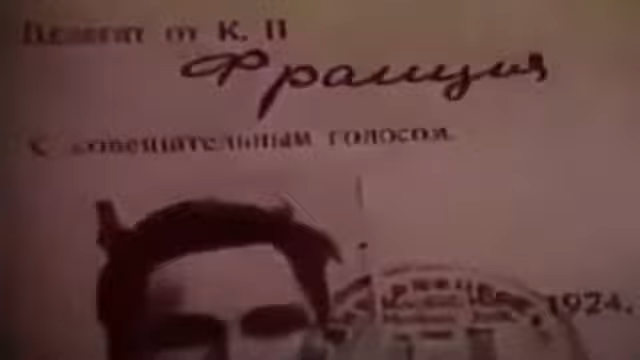 Делегат от К. П
Франция
С совещательным голосом.
1924.